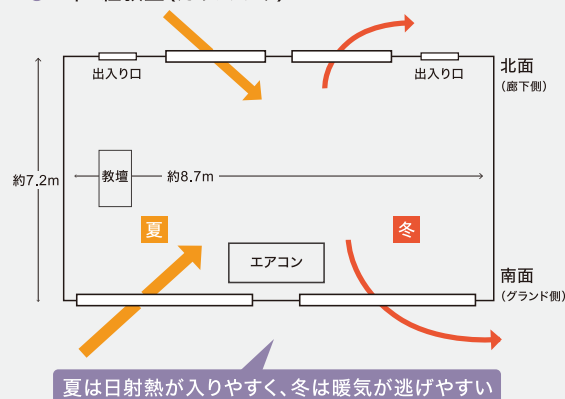 出入り口
出入り口
北面
(廊下側)
約7.2m
教壇
約8.7m
夏
冬
エアコン
南面
(グランド側)
夏は日射熱が入りやすく、冬は暖気が逃げやすい